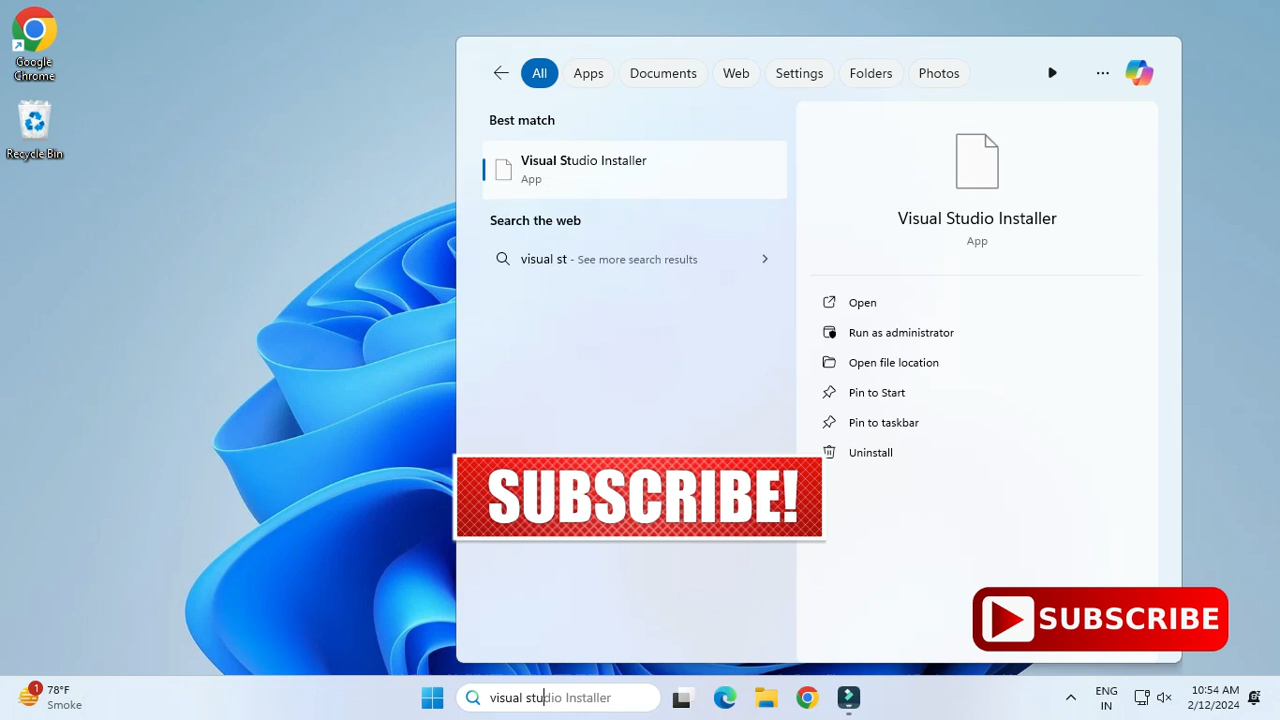 Google
Chrome
Recycle Bin
All
Apps
Documents
Web
Settings
Folders
Photos
Best match
Visual Studio Installer
App
Search the web
visual st - See more search results
Visual Studio Installer
App
Open
Run as administrator
Open file location
Pin to Start
Pin to taskbar
Uninstall
SUBSCRIBE!
SUBSCRIBE
1
78°F
Smoke
visual studio Installer
ENG
IN
10:54 AM
2/12/2024